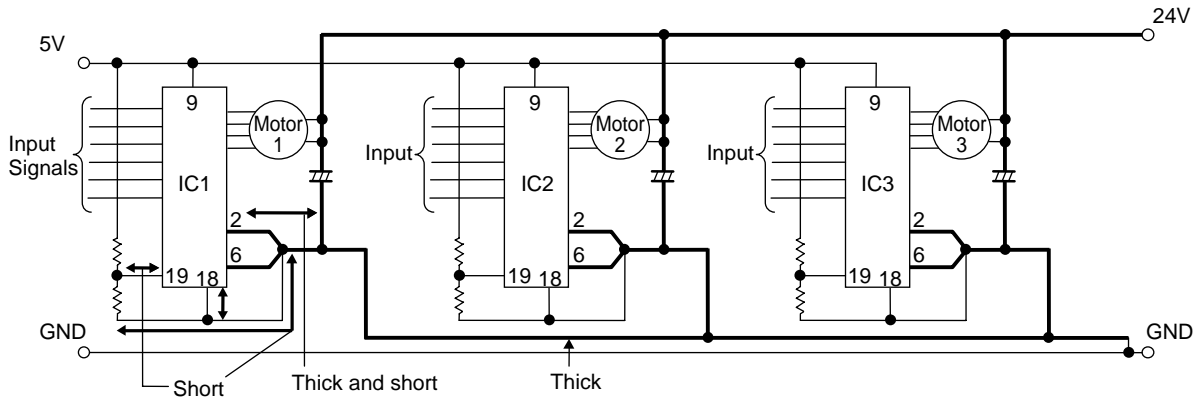 24V
5V
9
9
9
Motor
1
Motor
2
Motor
3
Input
Signals
Input
Input
IC1
IC2
IC3
2
2
2
6
6
6
19
18
19
18
19
18
GND
GND
Short
Thick and short
Thick